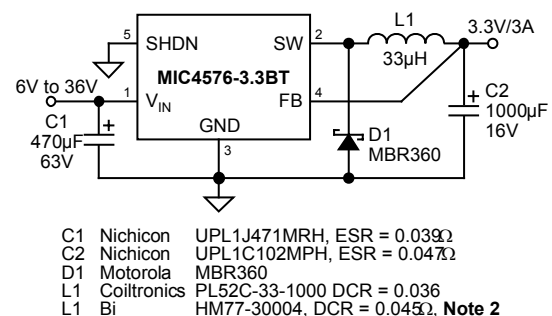 L1
3.3V/3A
5 SHDN SW 2
33µH
MIC4576-3.3BT
6V to 36V
1 VIN FB 4
C2
1000µF
16V
C1
470µF
63V
GND
3
D1
MBR360
C1 Nichicon UPL1J471MRH, ESR = 0.039Ω
C2 Nichicon UPL1C102MPH, ESR = 0.047Ω
D1 Motorola MBR360
L1 Coiltronics PL52C-33-1000 DCR = 0.036
L1 Bi HM77-30004, DCR = 0.045Ω, Note 2